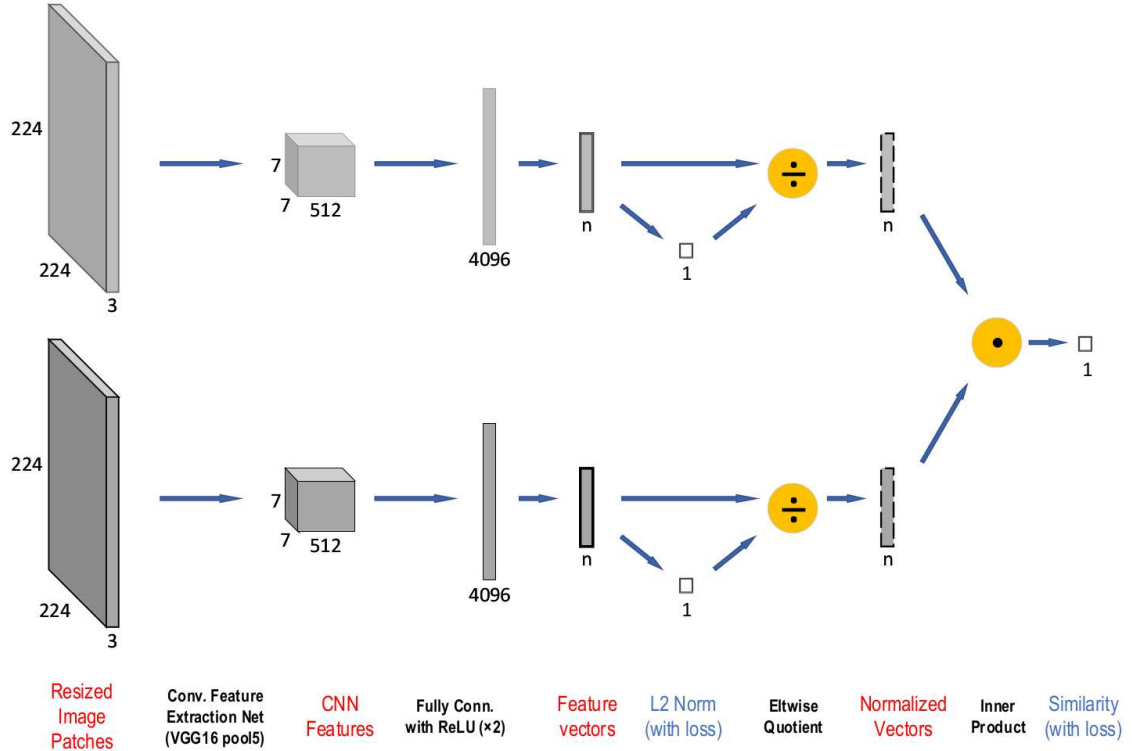 224
224
3
7
7
512
4096
n
1
÷
n
224
224
3
7
7
512
4096
n
1
÷
n
•
1
Resized
Image
Patches
Conv. Feature
Extraction Net
(VGG16 pool5)
CNN
Features
Fully Conn.
with ReLU (×2)
Feature
vectors
L2 Norm
(with loss)
Eltwise
Quotient
Normalized
Vectors
Inner
Product
Similarity
(with loss)